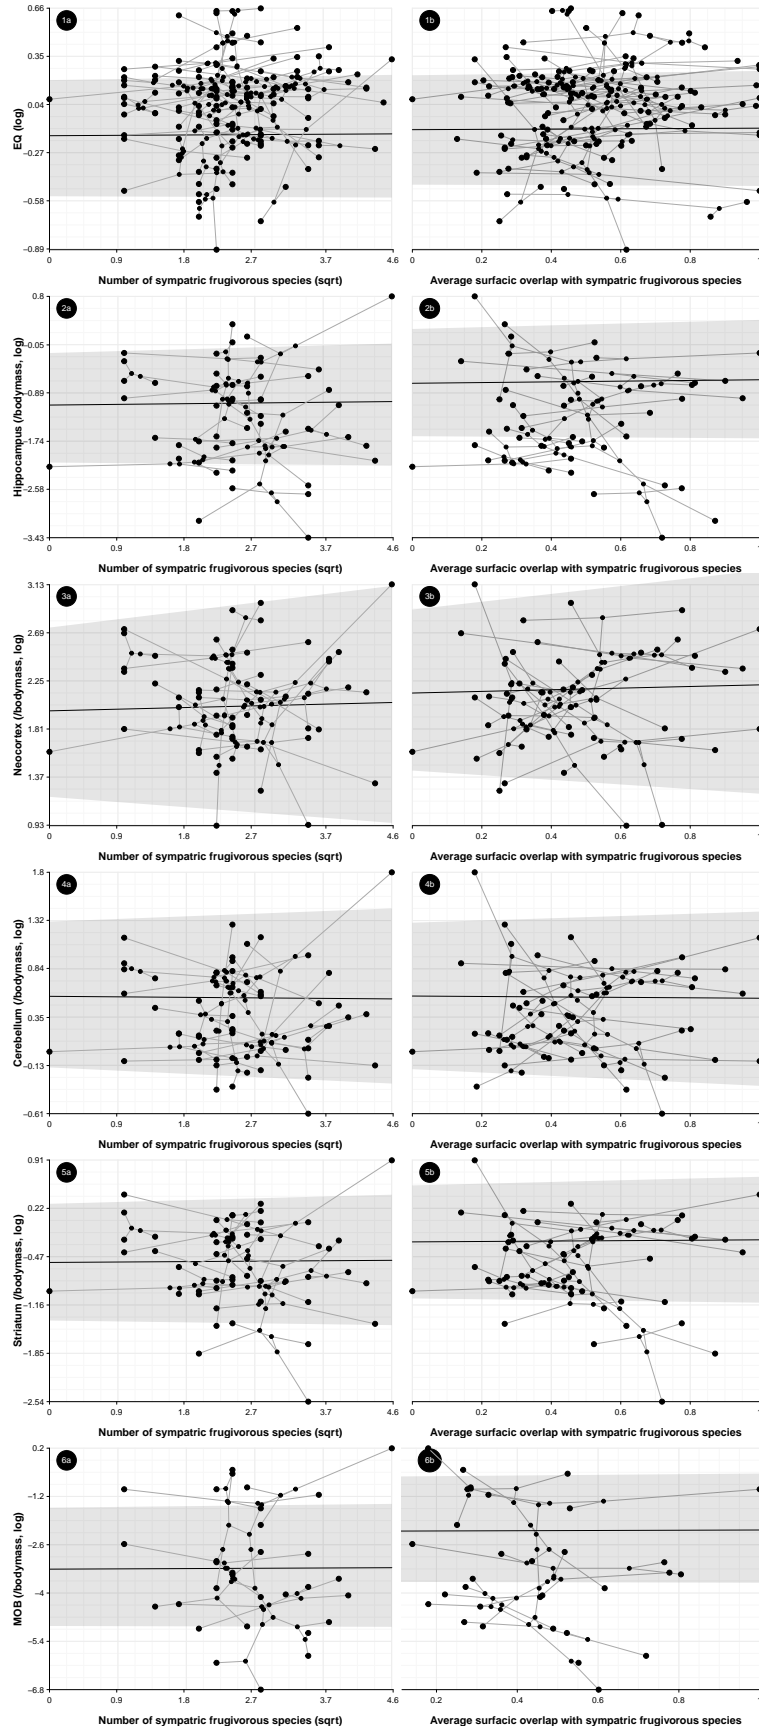 1a
1b
0.66
0.35
0.04
−0.27
−0.58
−0.89
EQ (log)
0 0.9 1.8 2.7 3.7 4.6
0 0.2 0.4 0.6 0.8 1
Number of sympatric frugivorous species (sqrt)
Average surfacic overlap with sympatric frugivorous species
2a
2b
0.8
−0.05
−0.89
−1.74
−2.58
−3.43
Hippocampus (/bodymass, log)
0 0.9 1.8 2.7 3.7 4.6
0 0.2 0.4 0.6 0.8 1
Number of sympatric frugivorous species (sqrt)
Average surfacic overlap with sympatric frugivorous species
3a
3b
3.13
2.69
2.25
1.81
1.37
0.93
Neocortex (/bodymass, log)
0 0.9 1.8 2.7 3.7 4.6
0 0.2 0.4 0.6 0.8 1
Number of sympatric frugivorous species (sqrt)
Average surfacic overlap with sympatric frugivorous species
4a
4b
1.8
1.32
0.84
0.35
−0.13
−0.61
Cerebellum (/bodymass, log)
0 0.9 1.8 2.7 3.7 4.6
0 0.2 0.4 0.6 0.8 1
Number of sympatric frugivorous species (sqrt)
Average surfacic overlap with sympatric frugivorous species
5a
5b
0.91
0.22
−0.47
−1.16
−1.85
−2.54
Striatum (/bodymass, log)
0 0.9 1.8 2.7 3.7 4.6
0 0.2 0.4 0.6 0.8 1
Number of sympatric frugivorous species (sqrt)
Average surfacic overlap with sympatric frugivorous species
6a
6b
0.2
−1.2
−2.6
−4
−5.4
−6.8
MOB (/bodymass, log)
0 0.9 1.8 2.7 3.7 4.6
0.2 0.4 0.6 0.8 1
Number of sympatric frugivorous species (sqrt)
Average surfacic overlap with sympatric frugivorous species